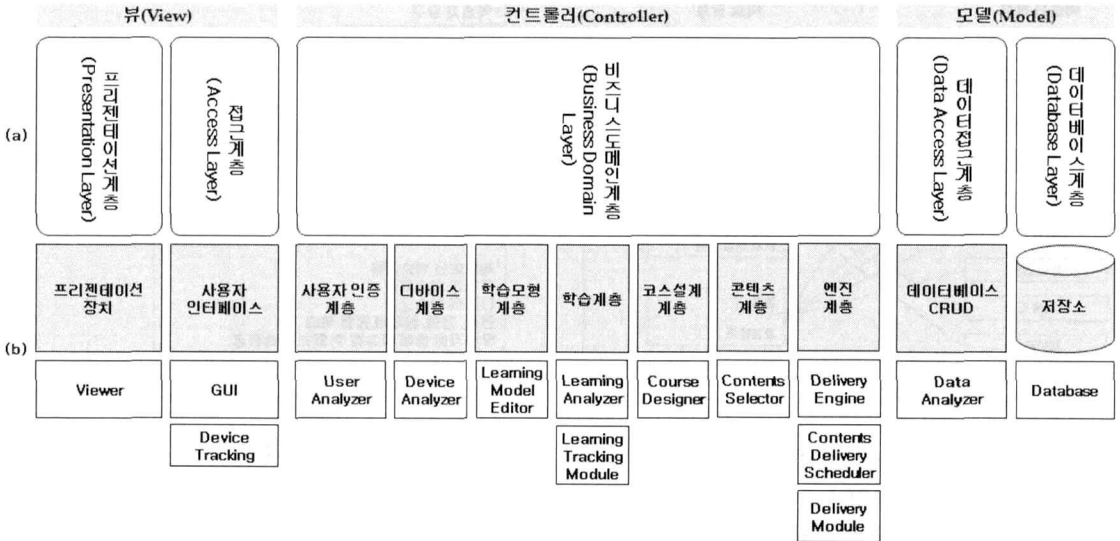 뷰(View)
컨트롤러(Controller)
모델(Model)
(a)
프리젠테이션계층
(Presentation Layer)
접근계층
(Access Layer)
비즈니스도메인계층
(Business Domain
Layer)
데이터접근계층
(Data Access Layer)
데이터베이스계층
(Database Layer)
(b)
프리젠테이션
장치
사용자
인터페이스
사용자 인증
계층
디바이스
계층
학습모형
계층
학습계층
코스설계
계층
콘텐츠
계층
엔진
계층
데이터베이스
CRUD
저장소
Viewer
GUI
User
Analyzer
Device
Analyzer
Learning
Model
Editor
Learning
Analyzer
Course
Designer
Contents
Selector
Delivery
Engine
Data
Analyzer
Database
Device
Tracking
Learning
Tracking
Module
Contents
Delivery
Scheduler
Delivery
Module